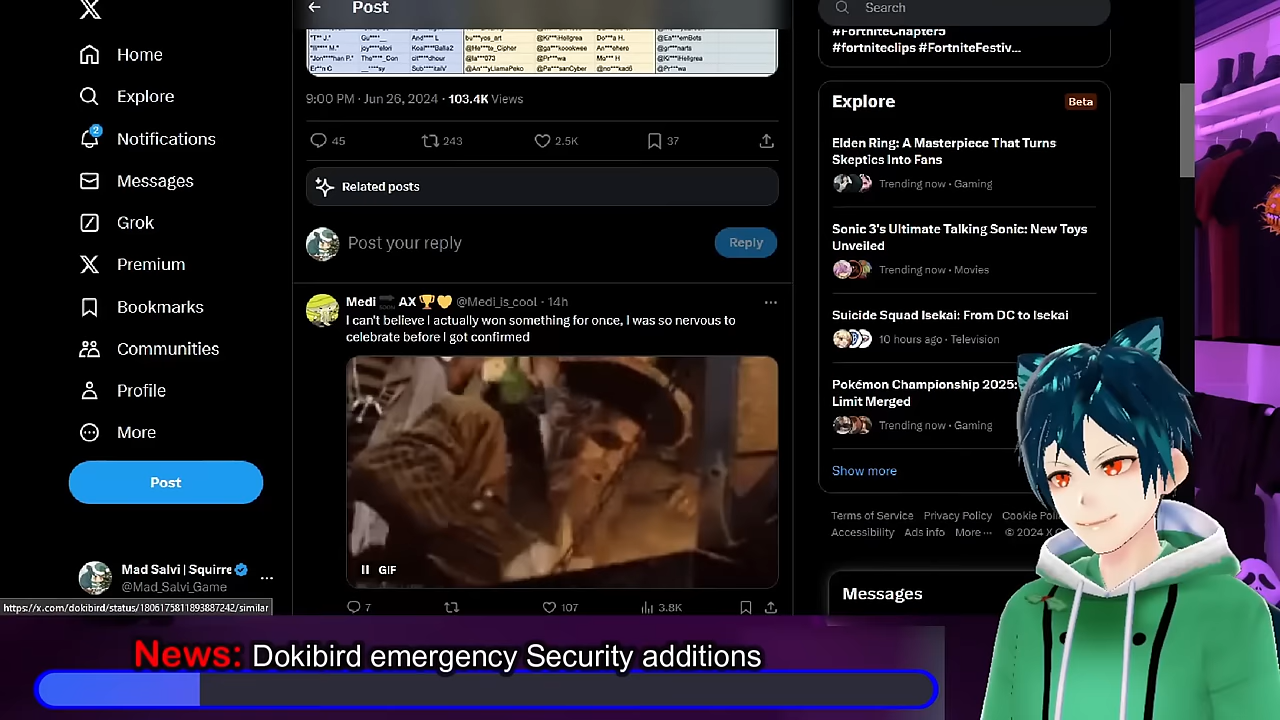 Post
Search
#fortniteclips #FortniteFestiv...
Home
Explore
2
Notifications
Messages
Grok
Premium
Bookmarks
Communities
Profile
More
Post
Mad Salvi | Squirre
@Mad_Salvi_Game
https://x.com/dokibird/status/1806175811893887242/similar
9:00 PM · Jun 26, 2024 · 103.4K Views
45
243
2.5K
37
Related posts
Post your reply
Reply
Medi AX @Medi_is_cool · 14h
I can't believe I actually won something for once, I was so nervous to
celebrate before I got confirmed
GIF
7
107
3.8K
Explore
Beta
Elden Ring: A Masterpiece That Turns
Skeptics Into Fans
Trending now · Gaming
Sonic 3's Ultimate Talking Sonic: New Toys
Unveiled
Trending now · Movies
Suicide Squad Isekai: From DC to Isekai
10 hours ago · Television
Pokémon Championship 2025:
Limit Merged
Trending now · Gaming
Show more
Terms of Service Privacy Policy Cookie
Accessibility Ads info More ··· © 2024 X
Messages
News: Dokibird emergency Security additions